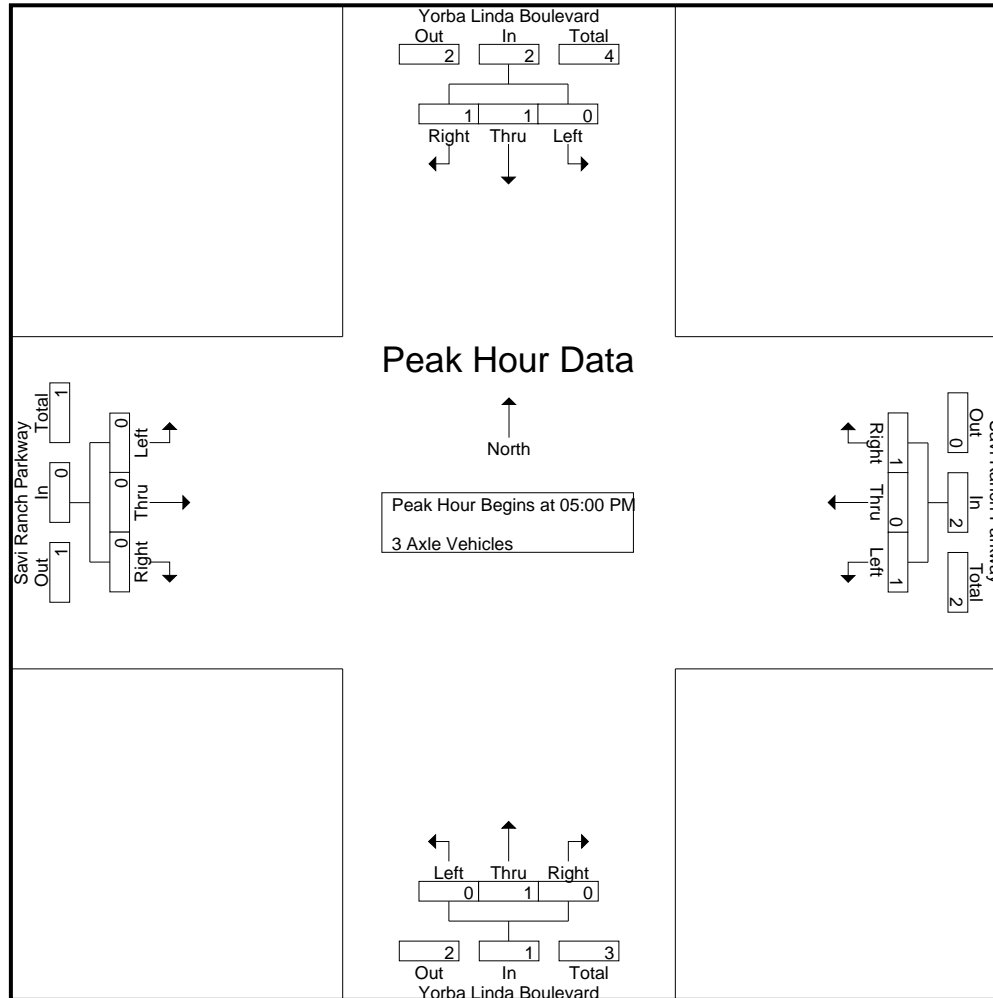 Yorba Linda Boulevard
Out In Total
2 2 4
1 1 0
Right Thru Left
Peak Hour Data
North
Peak Hour Begins at 05:00 PM
3 Axle Vehicles
Savi Ranch Parkway
Total In Out
1 0 1
0 0 0
Left Thru Right
Right Thru Left
1 0 1
0 2 2
Out In Total
Savi Ranch Parkway
Left Thru Right
0 1 0
2 1 3
Out In Total
Yorba Linda Boulevard